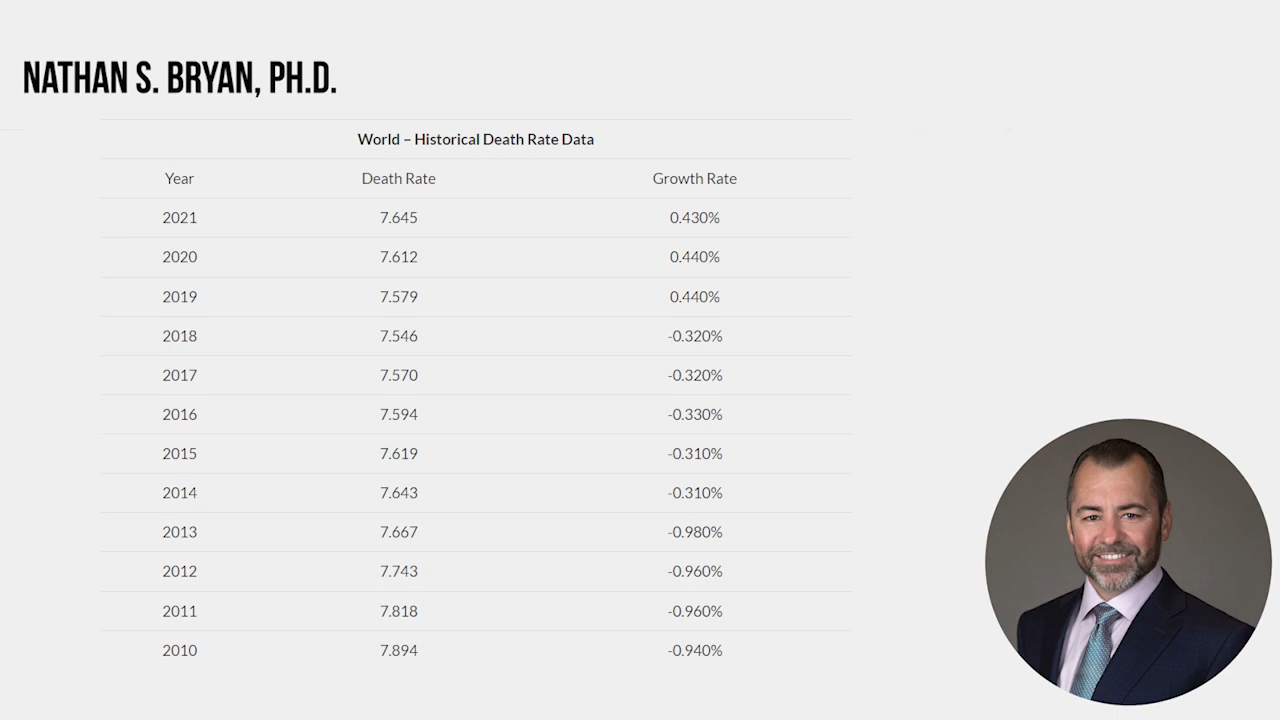 NATHAN S. BRYAN, PH.D.
World – Historical Death Rate Data
Year Death Rate Growth Rate
2021 7.645 0.430%
2020 7.612 0.440%
2019 7.579 0.440%
2018 7.546 -0.320%
2017 7.570 -0.320%
2016 7.594 -0.330%
2015 7.619 -0.310%
2014 7.643 -0.310%
2013 7.667 -0.980%
2012 7.743 -0.960%
2011 7.818 -0.960%
2010 7.894 -0.940%